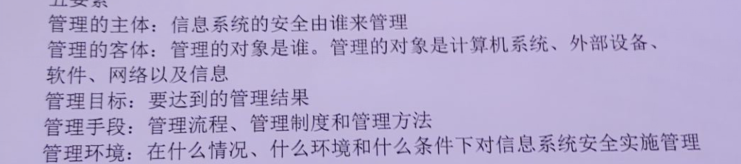 五要素
管理的主体：信息系统的安全由谁来管理
管理的客体：管理的对象是谁。管理的对象是计算机系统、外部设备、
软件、网络以及信息
管理目标：要达到的管理结果
管理手段：管理流程、管理制度和管理方法
管理环境：在什么情况、什么环境和什么条件下对信息系统安全实施管理